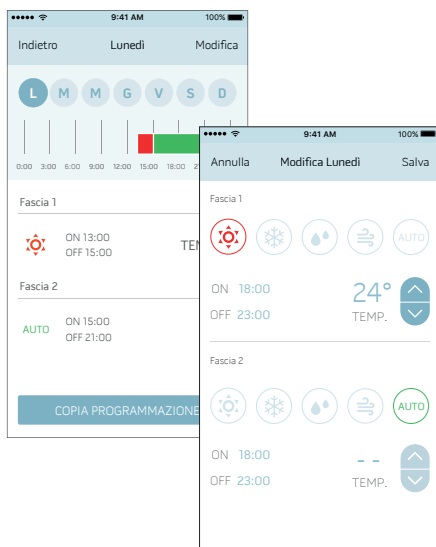 9:41 AM 100%
Indietro Lunedì Modifica
L M M G V S D
0:00 3:00 6:00 9:00 12:00 15:00 18:00
Fascia 1
ON 13:00
OFF 15:00
Fascia 2
AUTO
ON 15:00
OFF 21:00
COPIA PROGRAMMAZIONE
9:41 AM 100%
Annulla Modifica Lunedì Salva
Fascia 1
AUTO
ON 18:00 24°
OFF 23:00 TEMP.
Fascia 2
AUTO
ON 18:00 - -
OFF 23:00 TEMP.